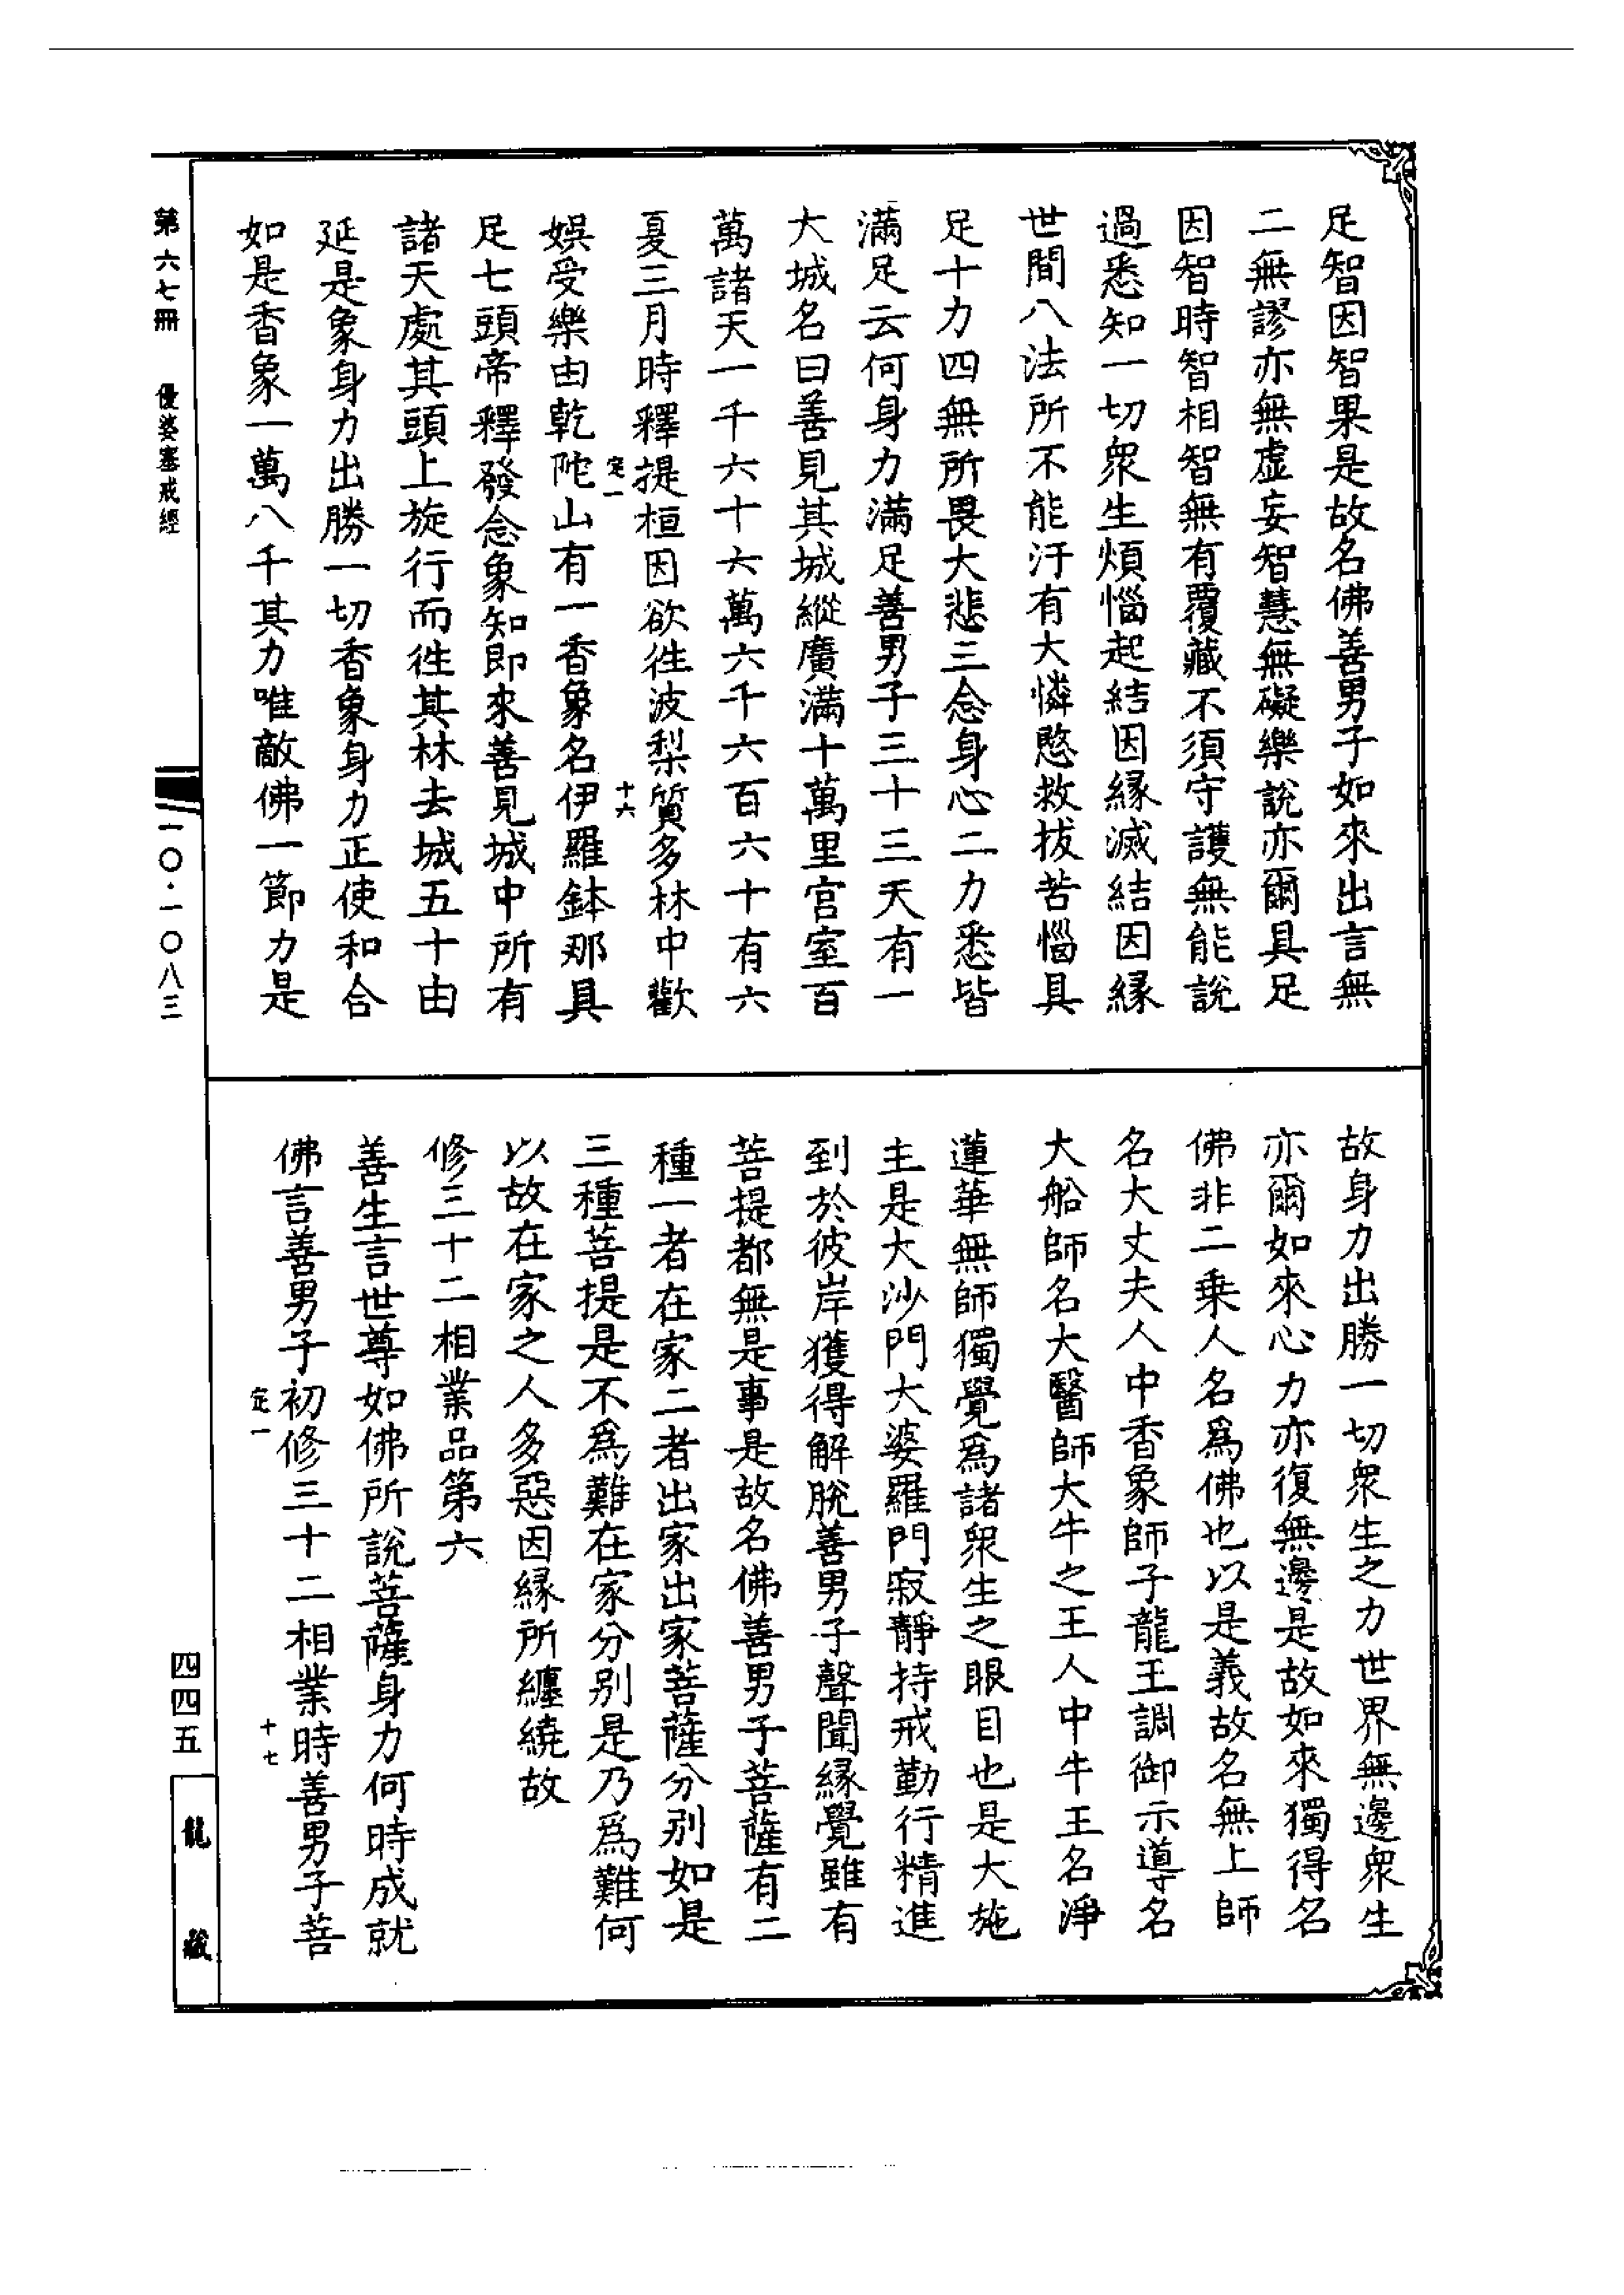 足智因智果是故名佛善男子如來出言無
二無謬亦無虛妄智慧無礙樂說亦爾具足
因智時智相智無有覆藏不須守護無能說
過悉知一切衆生煩惱起結因緣滅結因緣
世間八法所不能汙有大憐愍救拔苦惱具
足十力四無所畏大悲三念身心二力悉皆
滿足云何身力滿足善男子三十三天有一
大城名曰善見其城縱廣滿十萬里宮室百
萬諸天一千六十六萬六千六百六十有六
夏三月時釋提桓因欲徃波梨質多林中歡
定一
十六
娛受樂由乾陀山有一香象名伊羅鉢那具
足七頭帝釋發念象知即來善見城中所有
諸天處其頭上旋行而徃其林去城五十由
延是象身力出勝一切香象身力正使和合
如是香象一萬八千其力唯敵佛一節力是
故身力出勝一切衆生之力世界無邊衆生
亦爾如來心力亦復無邊是故如來獨得名
佛非二乘人名爲佛也以是義故名無上師
名大丈夫人中香象師子龍王調御示導名
大船師名大醫師大牛之王人中牛王名淨
蓮華無師獨覺爲諸衆生之眼目也是大施
主是大沙門大婆羅門寂靜持戒勤行精進
到於彼岸獲得解脫善男子聲聞緣覺雖有
菩提都無是事是故名佛善男子菩薩有二
種一者在家二者出家出家菩薩分別如是
三種菩提是不爲難在家分別是乃爲難何
以故在家之人多惡因緣所纏繞故
修三十二相業品第六
善生言世尊如佛所說菩薩身力何時成就
佛言善男子初修三十二相業時善男子菩
定一
十七
第六七冊
優婆塞戒經
一〇·一〇八三
四四五
龍藏